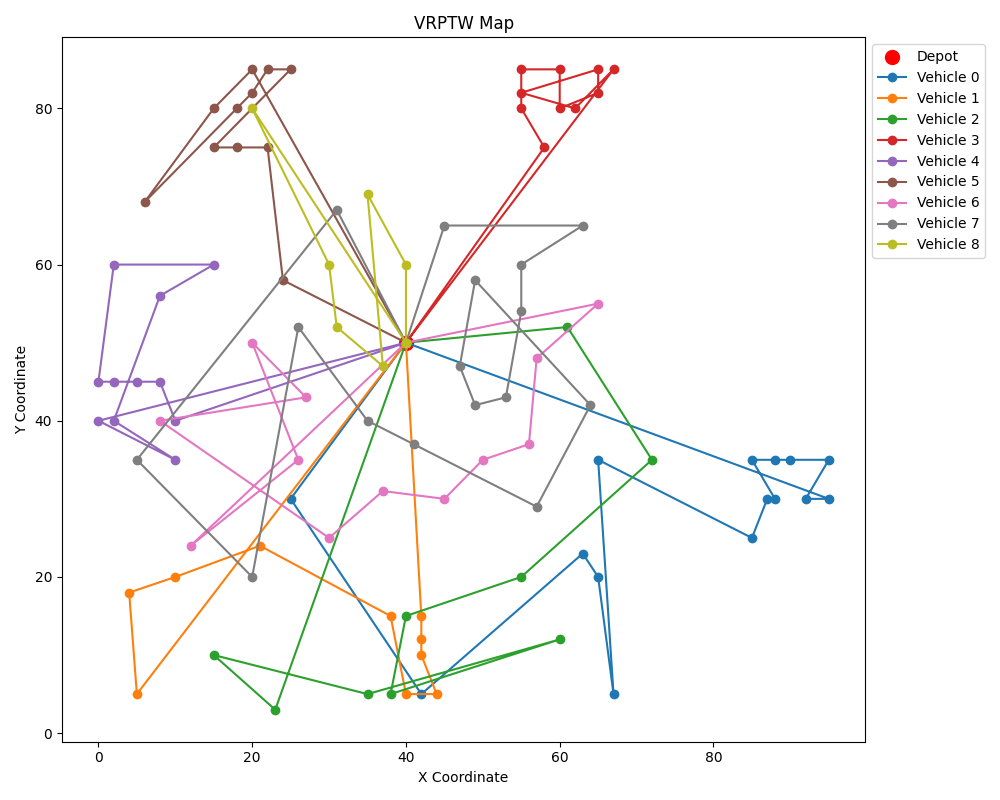 VRPTW Map
Depot
Vehicle 0
Vehicle 1
Vehicle 2
Vehicle 3
Vehicle 4
Vehicle 5
Vehicle 6
Vehicle 7
Vehicle 8
Y Coordinate
80
60
40
20
0
0 20 40 60 80
X Coordinate